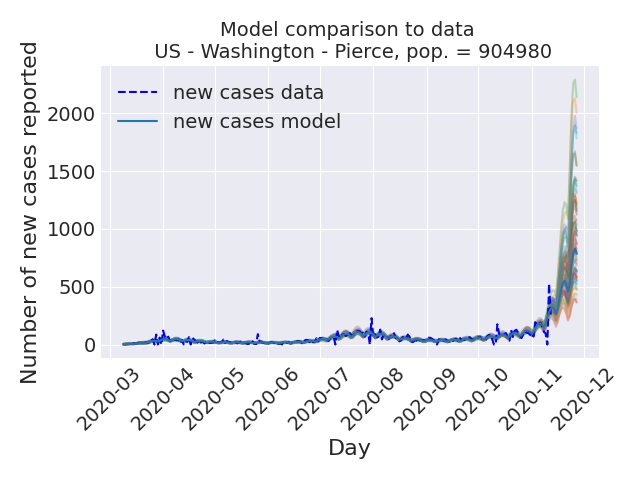 Model comparison to data
US - Washington - Pierce, pop. = 904980
Number of new cases reported
2000
1500
1000
500
0
new cases data
new cases model
2020-03
2020-04
2020-05
2020-06
2020-07
2020-08
2020-09
2020-10
2020-11
2020-12
Day